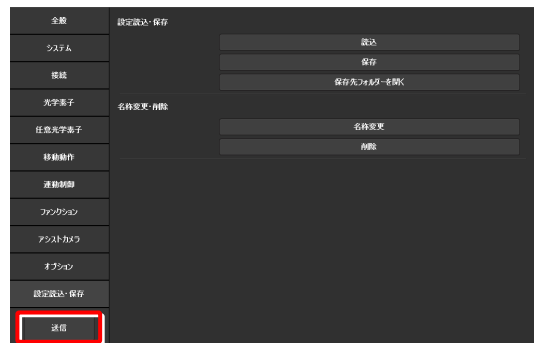 全般
システム
接続
光学素子
任意光学素子
移動動作
連動制御
ファンクション
アシストカメラ
オプション
設定読込・保存
送信
設定読込・保存
読込
保存
保存先フォルダーを開く
名称変更・削除
名称変更
削除